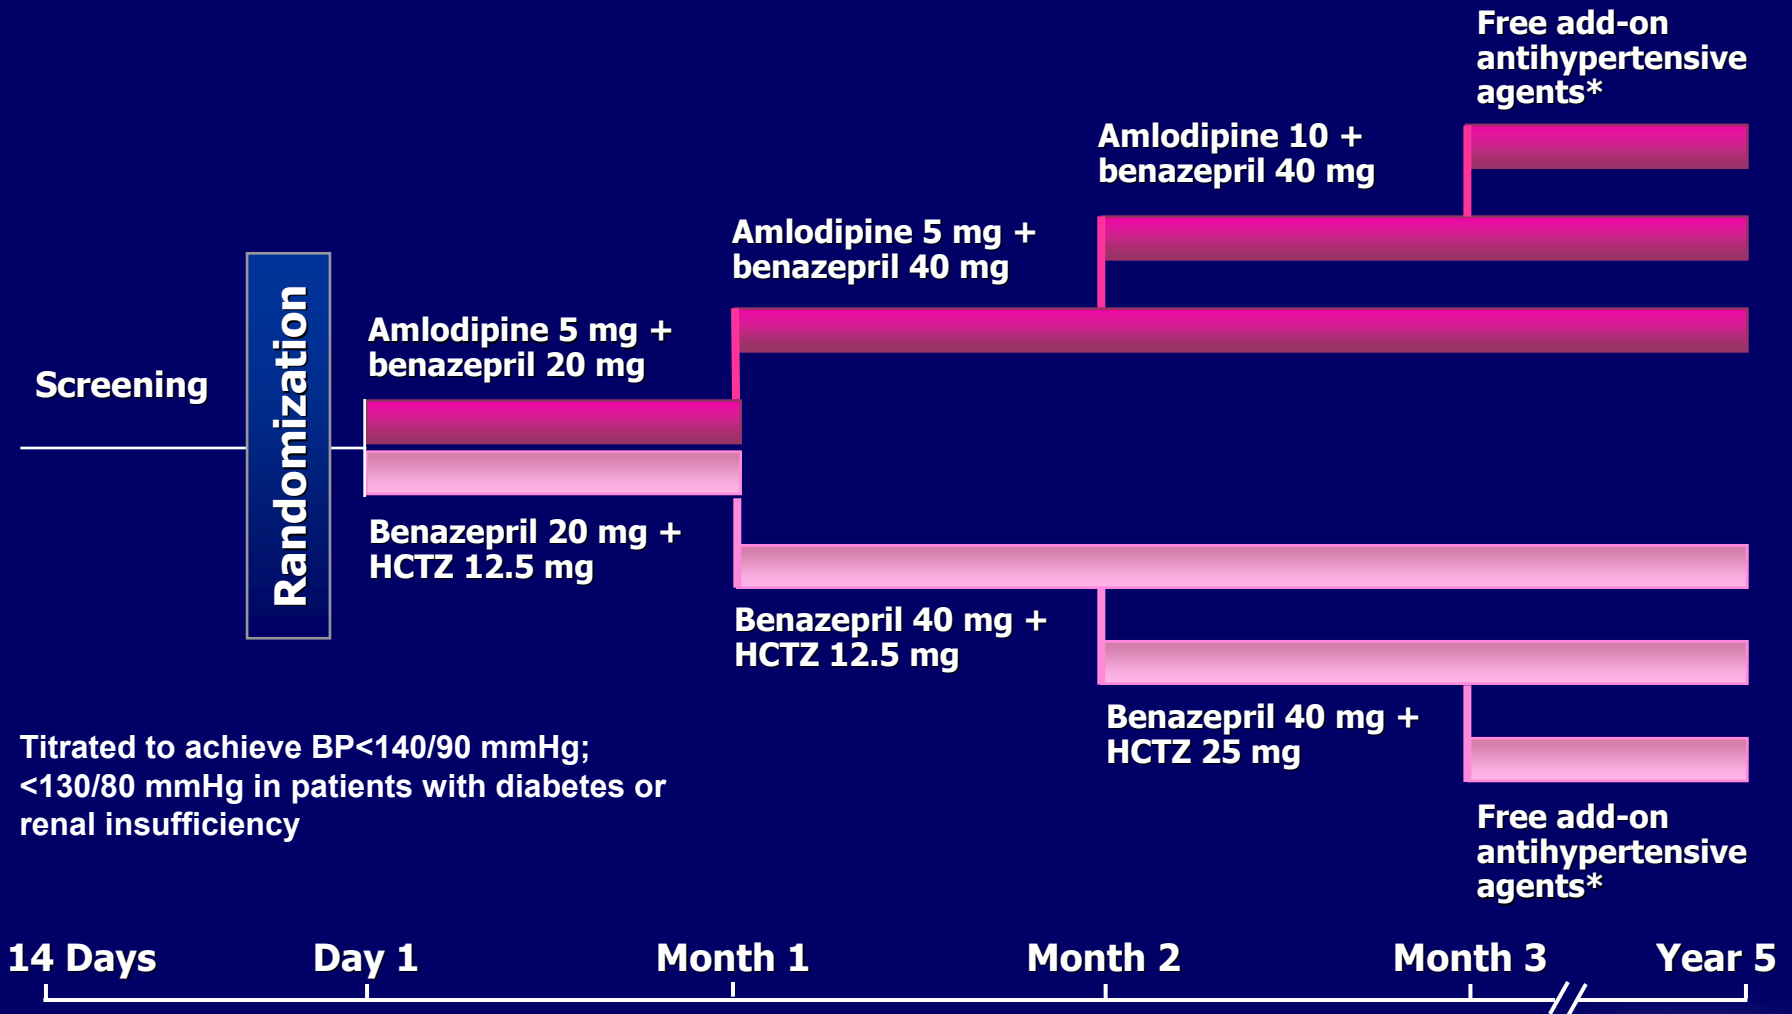 Free add-on
antihypertensive
agents*
Amlodipine 10 +
benazepril 40 mg
Amlodipine 5 mg +
benazepril 40 mg
Amlodipine 5 mg +
benazepril 20 mg
Screening
Randomization
Benazepril 20 mg +
HCTZ 12.5 mg
Benazepril 40 mg +
HCTZ 12.5 mg
Benazepril 40 mg +
HCTZ 25 mg
Titrated to achieve BP<140/90 mmHg;
<130/80 mmHg in patients with diabetes or
renal insufficiency
Free add-on
antihypertensive
agents*
14 Days
Day 1
Month 1
Month 2
Month 3
Year 5